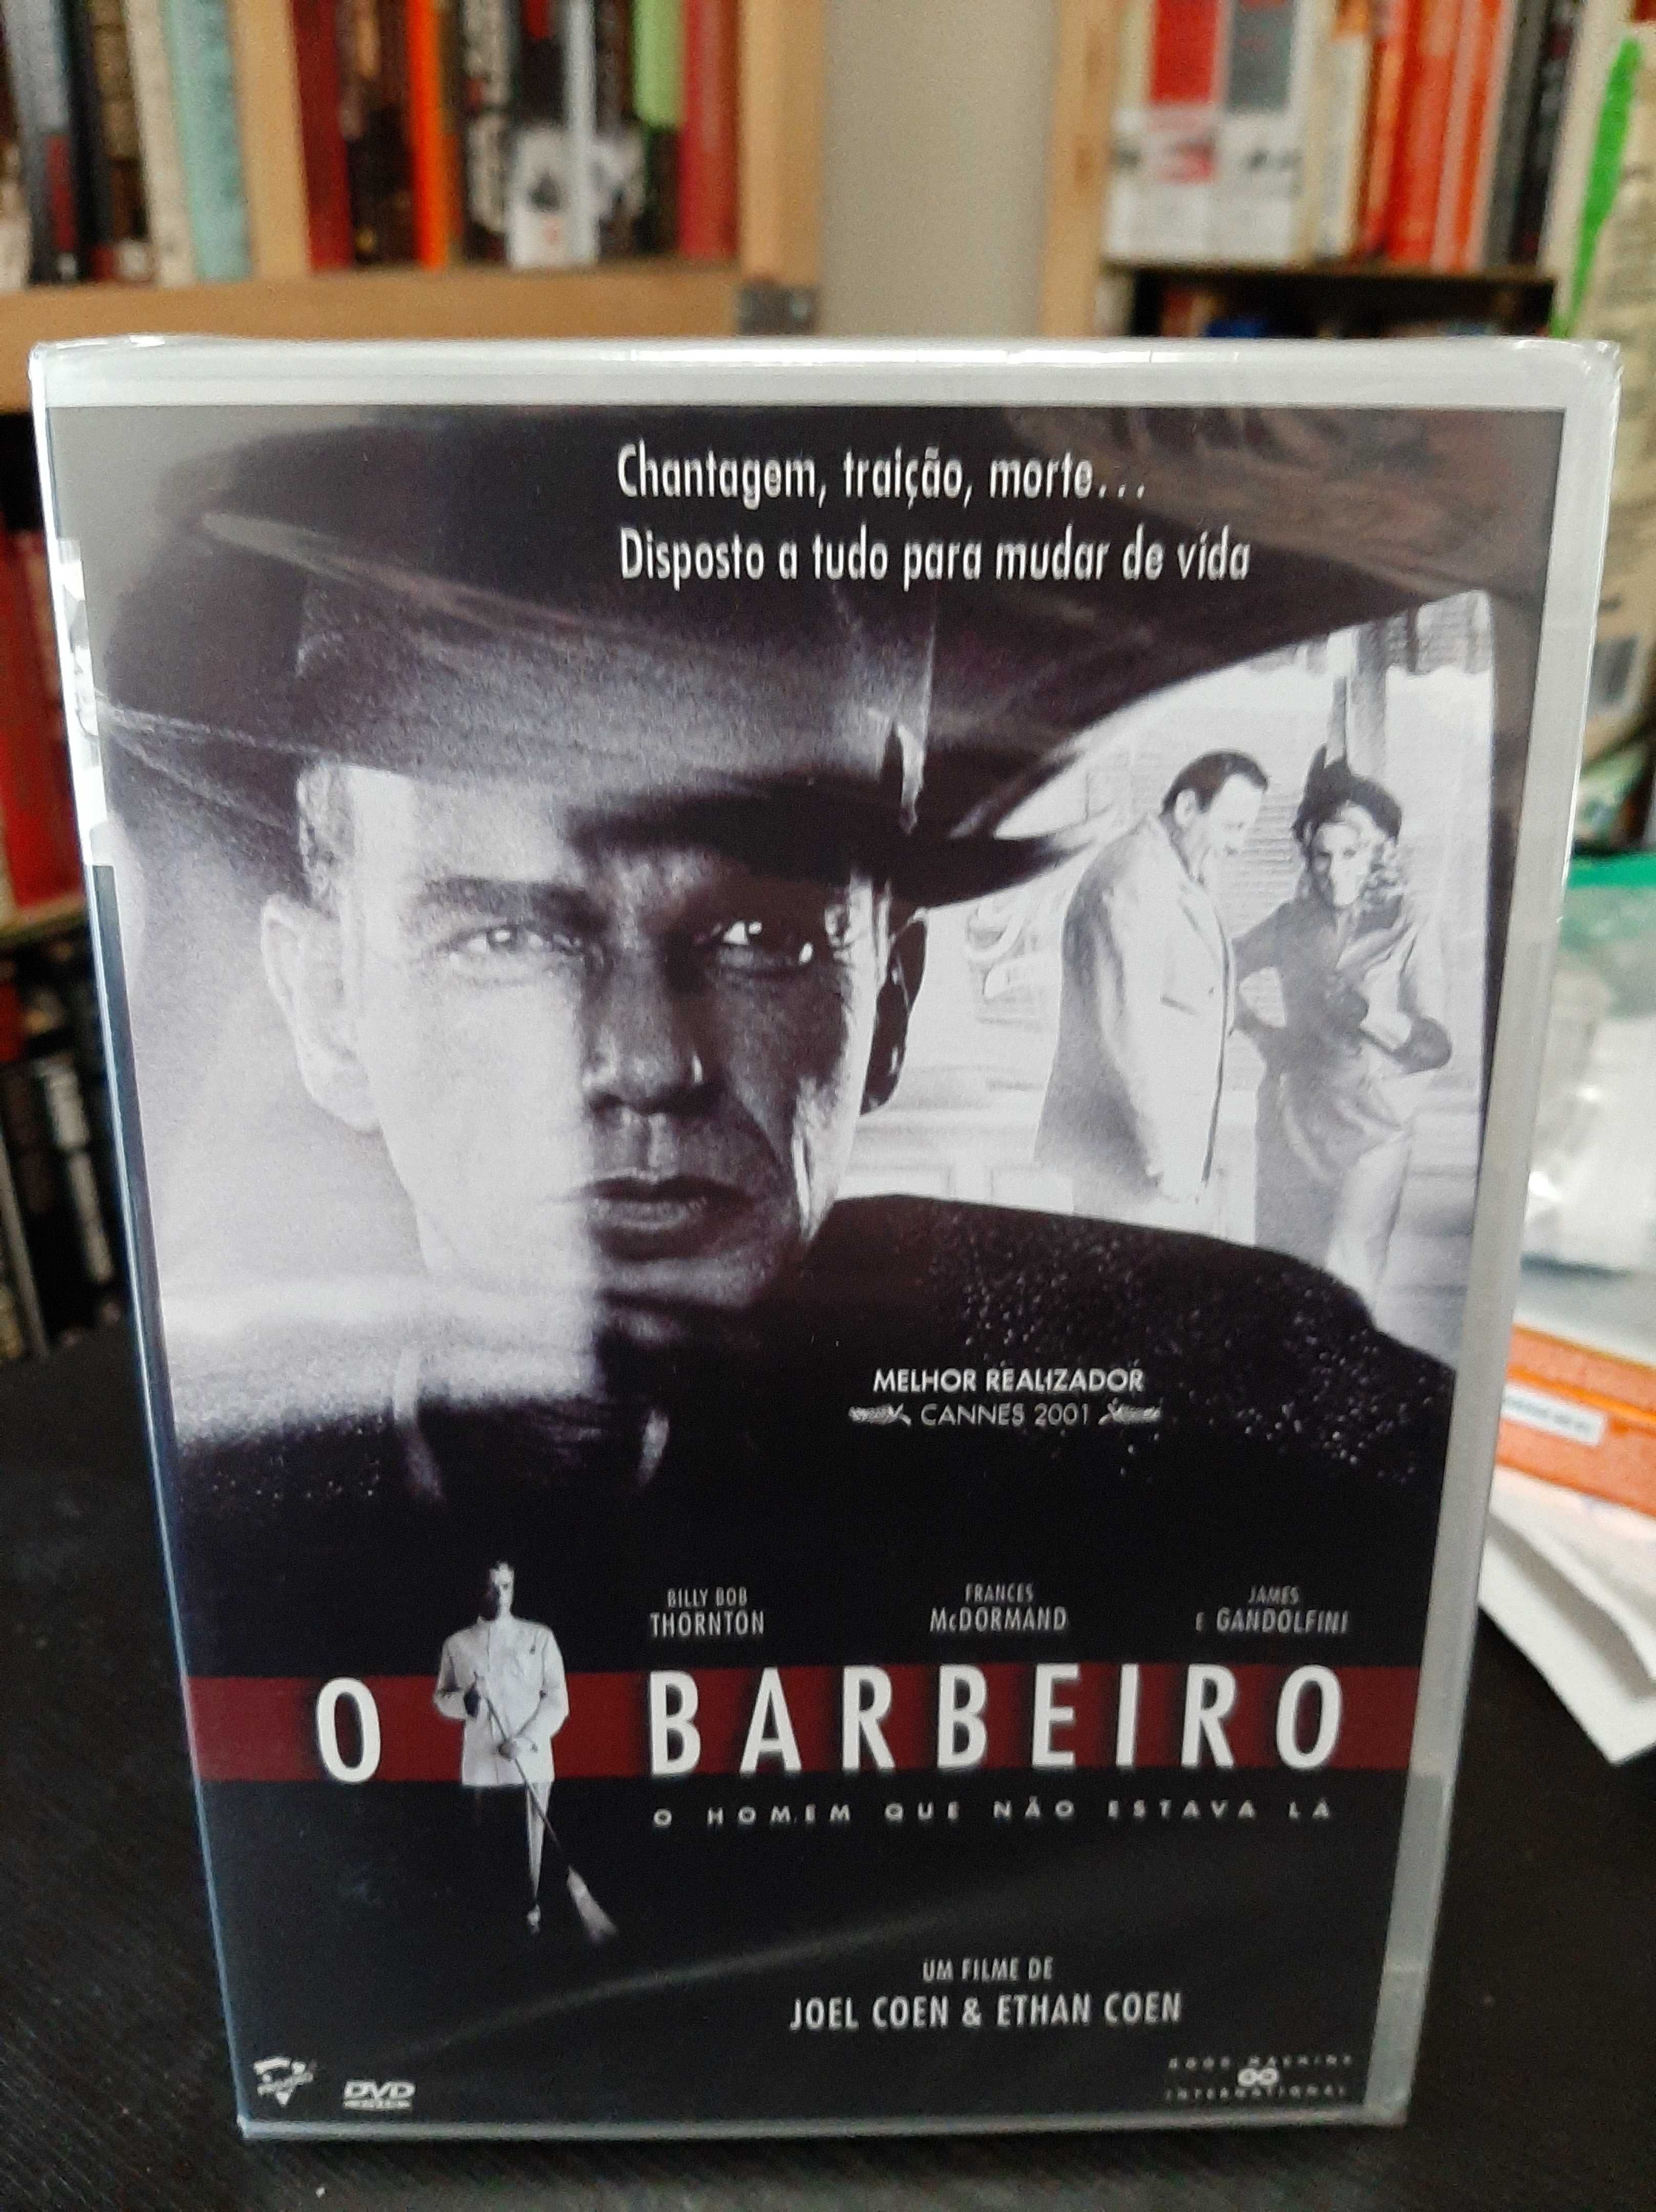 Chantagem, traição, morte...
Disposto a tudo para mudar de vida
MELHOR REALIZADOR
CANNES 2001
BILLY BOB THORNTON
FRANCES McDORMAND
E JAMES GANDOLFINI
O BARBEIRO
O HOMEM QUE NÃO ESTAVA LÁ
UM FILME DE
JOEL COEN & ETHAN COEN
DVD
GOOD MACHINE
INTERNATIONAL